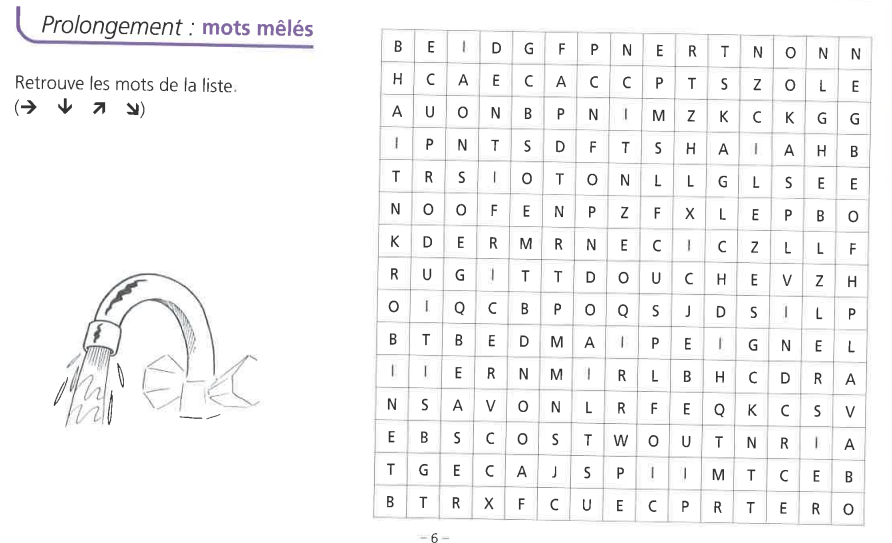 Prolongement : mots mêlés
Retrouve les mots de la liste.
(→ ↓ ↗ ↘)
B E I D G F P N E R T N O N N
H C A E C A C C P T S Z O L E
A U O N B P N I M Z K C K G G
I P N T S D F T S H A I A H B
T R S I O T O N L L G L S E E
N O O F E N P Z F X L E P B O
K D E R M R N E C I C Z L L F
R U G I T T D O U C H E V Z H
O I Q C B P O Q S J D S I L P
B T B E D M A I P E I G N E L
I I E R N M I R L B H C D R A
N S A V O N L R F E Q K C S V
E B S C O S T W O U T N R I A
T G E C A J S P I I M T C E B
B T R X F C U E C P R T E R O
– 6 –